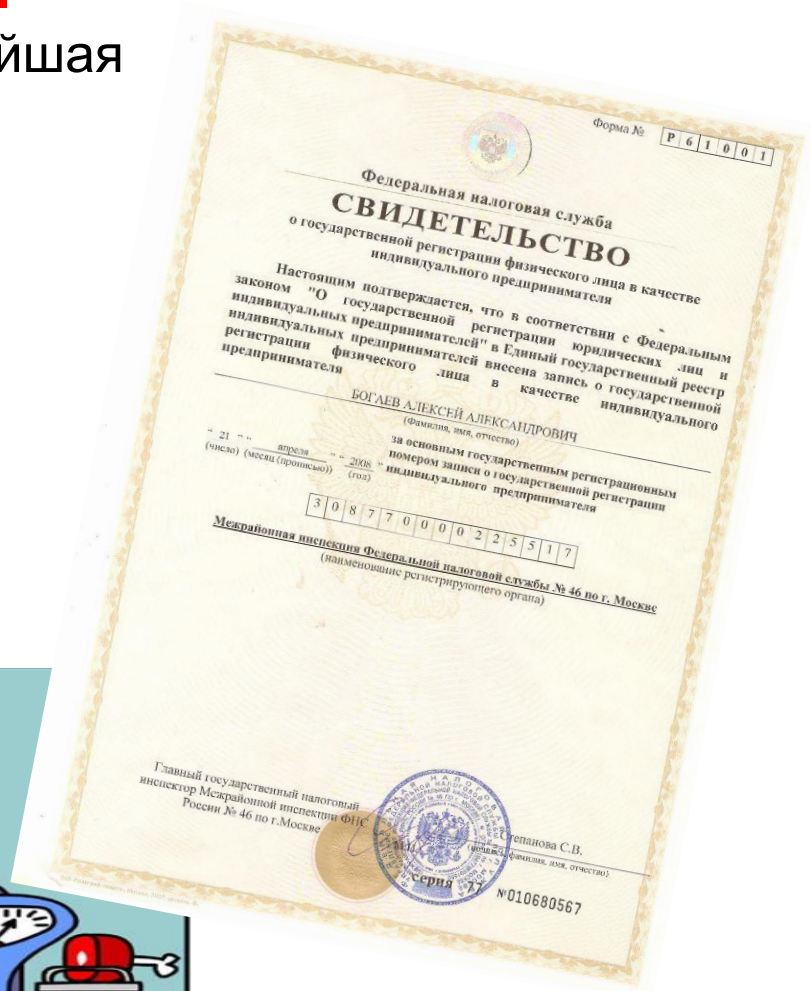 йшая
Форма № Р 6 1 0 0 1
Федеральная налоговая служба
СВИДЕТЕЛЬСТВО
о государственной регистрации физического лица в качестве
индивидуального предпринимателя
Настоящим подтверждается, что в соответствии с Федеральным
законом "О государственной регистрации юридических лиц и
индивидуальных предпринимателей" в Единый государственный реестр
индивидуальных предпринимателей внесена запись о государственной
регистрации физического лица в качестве индивидуального
предпринимателя
БОГАЕВ АЛЕКСЕЙ АЛЕКСАНДРОВИЧ
(Фамилия, имя, отчество)
" 21 " " апреля " " 2008 "
(число) (месяц (прописью)) (год)
за основным государственным регистрационным
номером записи о государственной регистрации
индивидуального предпринимателя
3 0 8 7 7 0 0 0 0 2 2 5 5 1 7
Межрайонная инспекция Федеральной налоговой службы № 46 по г. Москве
(наименование регистрирующего органа)
Главный государственный налоговый
инспектор Межрайонной инспекции ФНС
России № 46 по г.Москве
Степанова С.В.
фамилия, имя, отчество)
серия 77 №010680567